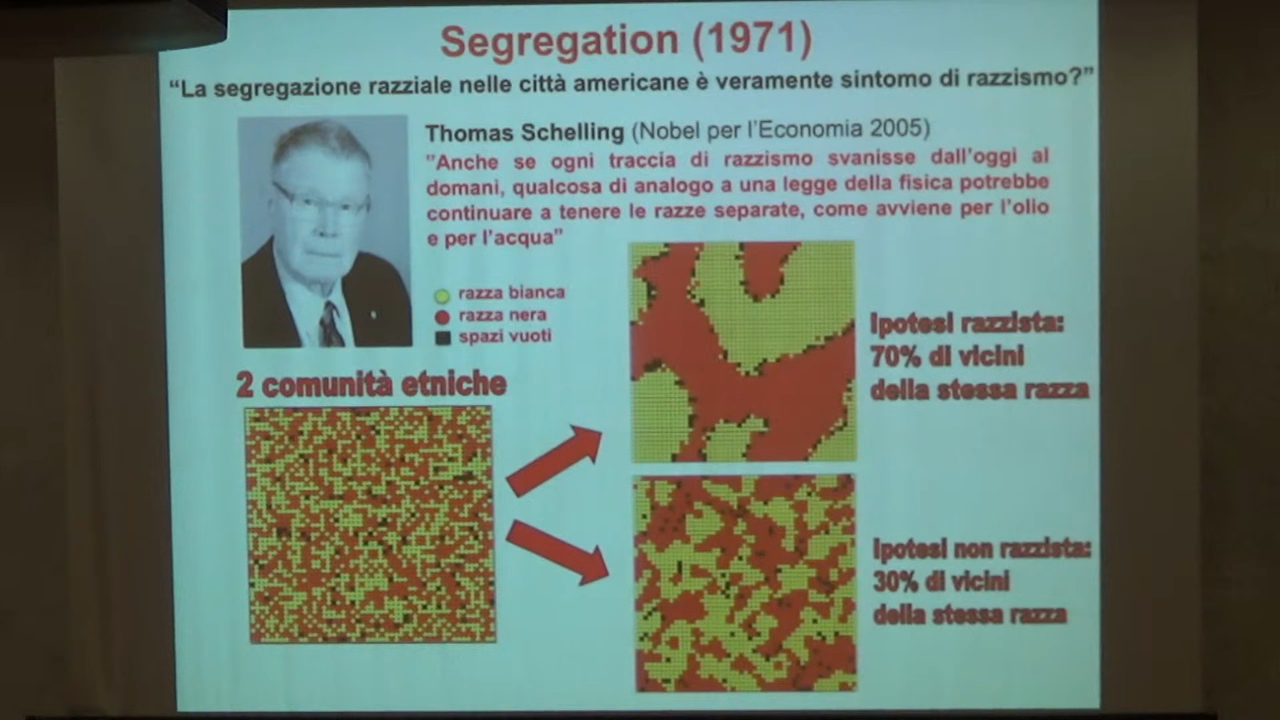 Segregation (1971)
“La segregazione razziale nelle città americane è veramente sintomo di razzismo?”
Thomas Schelling (Nobel per l'Economia 2005)
”Anche se ogni traccia di razzismo svanisse dall'oggi al
domani, qualcosa di analogo a una legge della fisica potrebbe
continuare a tenere le razze separate, come avviene per l'olio
e per l'acqua”
razza bianca
razza nera
spazi vuoti
2 comunità etniche
Ipotesi razzista:
70% di vicini
della stessa razza
Ipotesi non razzista:
30% di vicini
della stessa razza